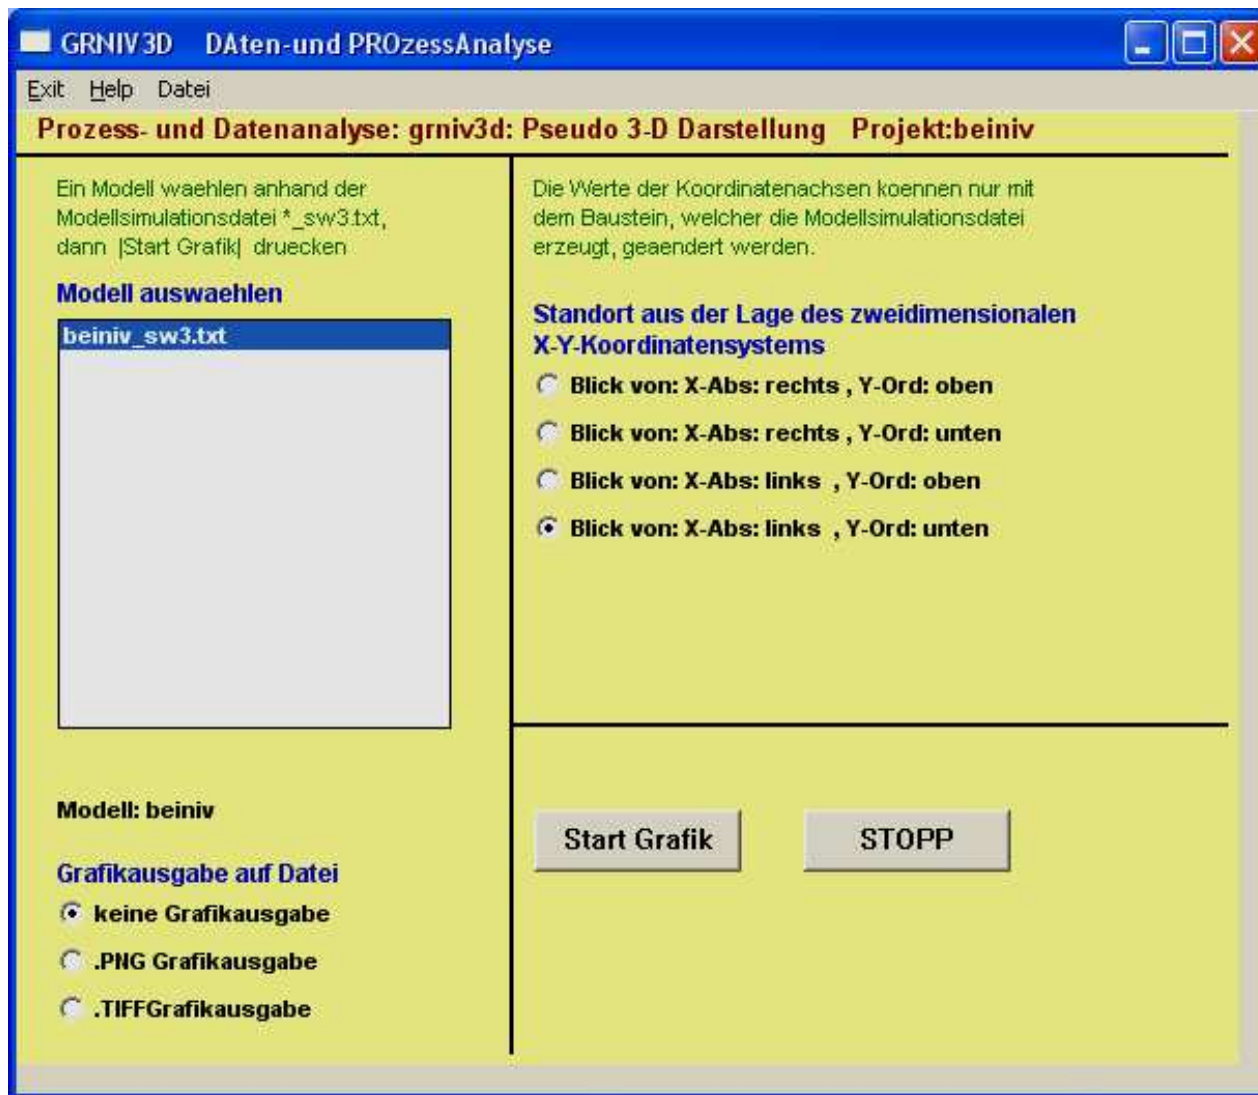 GRNIV3D DAten-und PROzessAnalyse
Exit Help Datei
Prozess- und Datenanalyse: grniv3d: Pseudo 3-D Darstellung Projekt:beiniv
Ein Modell waehlen anhand der
Modellsimulationsdatei *_sw3.txt,
dann |Start Grafik| druecken
Modell auswaehlen
beiniv_sw3.txt
Modell: beiniv
Grafikausgabe auf Datei
keine Grafikausgabe
.PNG Grafikausgabe
.TIFFGrafikausgabe
Die Werte der Koordinatenachsen koennen nur mit
dem Baustein, welcher die Modellsimulationsdatei
erzeugt, geaendert werden.
Standort aus der Lage des zweidimensionalen
X-Y-Koordinatensystems
Blick von: X-Abs: rechts , Y-Ord: oben
Blick von: X-Abs: rechts , Y-Ord: unten
Blick von: X-Abs: links , Y-Ord: oben
Blick von: X-Abs: links , Y-Ord: unten
Start Grafik STOPP